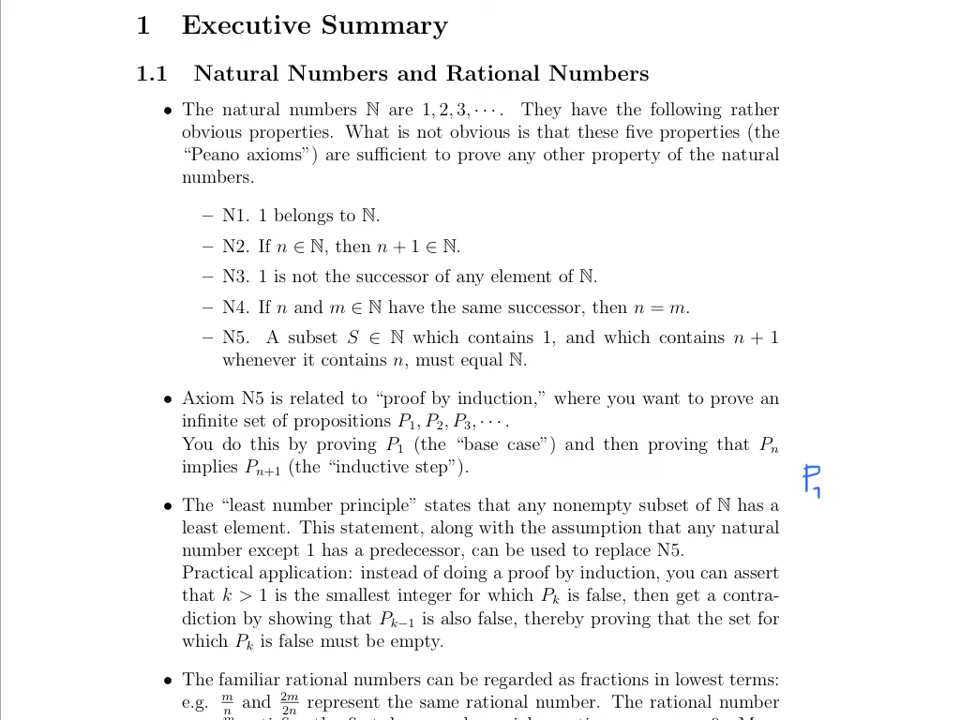 1 Executive Summary
1.1 Natural Numbers and Rational Numbers
• The natural numbers ℕ are 1, 2, 3, ⋯. They have the following rather
obvious properties. What is not obvious is that these five properties (the
“Peano axioms”) are sufficient to prove any other property of the natural
numbers.
– N1. 1 belongs to ℕ.
– N2. If n ∈ ℕ, then n + 1 ∈ ℕ.
– N3. 1 is not the successor of any element of ℕ.
– N4. If n and m ∈ ℕ have the same successor, then n = m.
– N5. A subset S ∈ ℕ which contains 1, and which contains n + 1
whenever it contains n, must equal ℕ.
• Axiom N5 is related to “proof by induction,” where you want to prove an
infinite set of propositions P₁, P₂, P₃, ⋯.
You do this by proving P₁ (the “base case”) and then proving that Pₙ
implies Pₙ₊₁ (the “inductive step”).
P₁
• The “least number principle” states that any nonempty subset of ℕ has a
least element. This statement, along with the assumption that any natural
number except 1 has a predecessor, can be used to replace N5.
Practical application: instead of doing a proof by induction, you can assert
that k > 1 is the smallest integer for which Pₖ is false, then get a contra-
diction by showing that Pₖ₋₁ is also false, thereby proving that the set for
which Pₖ is false must be empty.
• The familiar rational numbers can be regarded as fractions in lowest terms:
e.g. m/n and 2m/2n represent the same rational number. The rational number